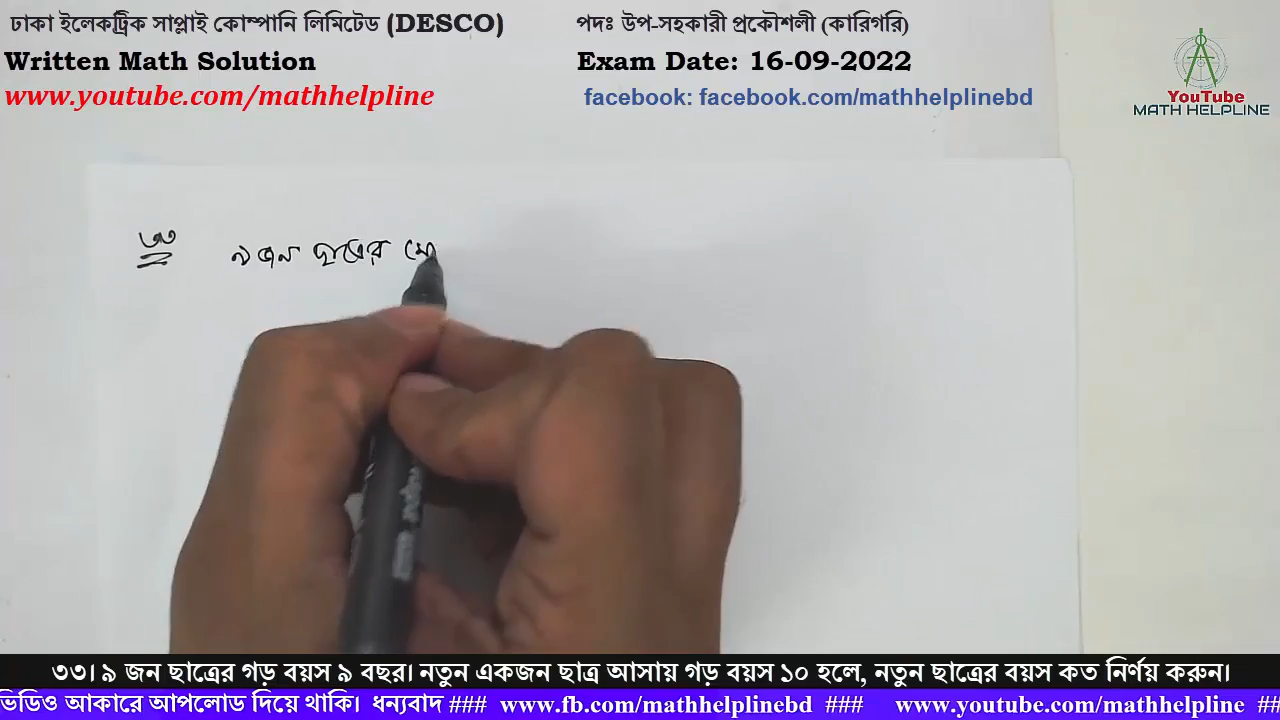 ঢাকা ইলেকট্রিক সাপ্লাই কোম্পানি লিমিটেড (DESCO)
পদঃ উপ-সহকারী প্রকৌশলী (কারিগরি)
Written Math Solution
Exam Date: 16-09-2022
www.youtube.com/mathhelpline
facebook: facebook.com/mathhelplinebd
YouTube
MATH HELPLINE
৩৩
৯ জন ছাত্রের মো
৩৩। ৯ জন ছাত্রের গড় বয়স ৯ বছর। নতুন একজন ছাত্র আসায় গড় বয়স ১০ হলে, নতুন ছাত্রের বয়স কত নির্ণয় করুন।
ভিডিও আকারে আপলোড দিয়ে থাকি। ধন্যবাদ ### www.fb.com/mathhelplinebd ### www.youtube.com/mathhelpline ##